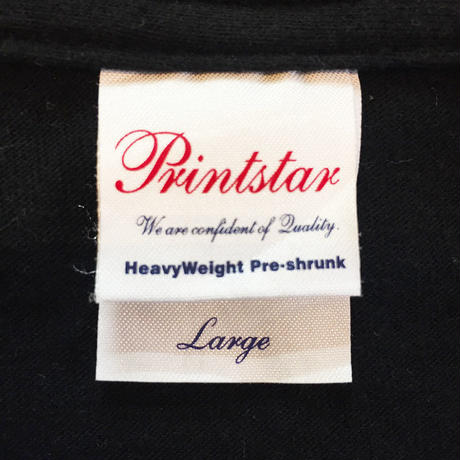 Printstar
We are confident of Quality.
HeavyWeight Pre-shrunk
Large